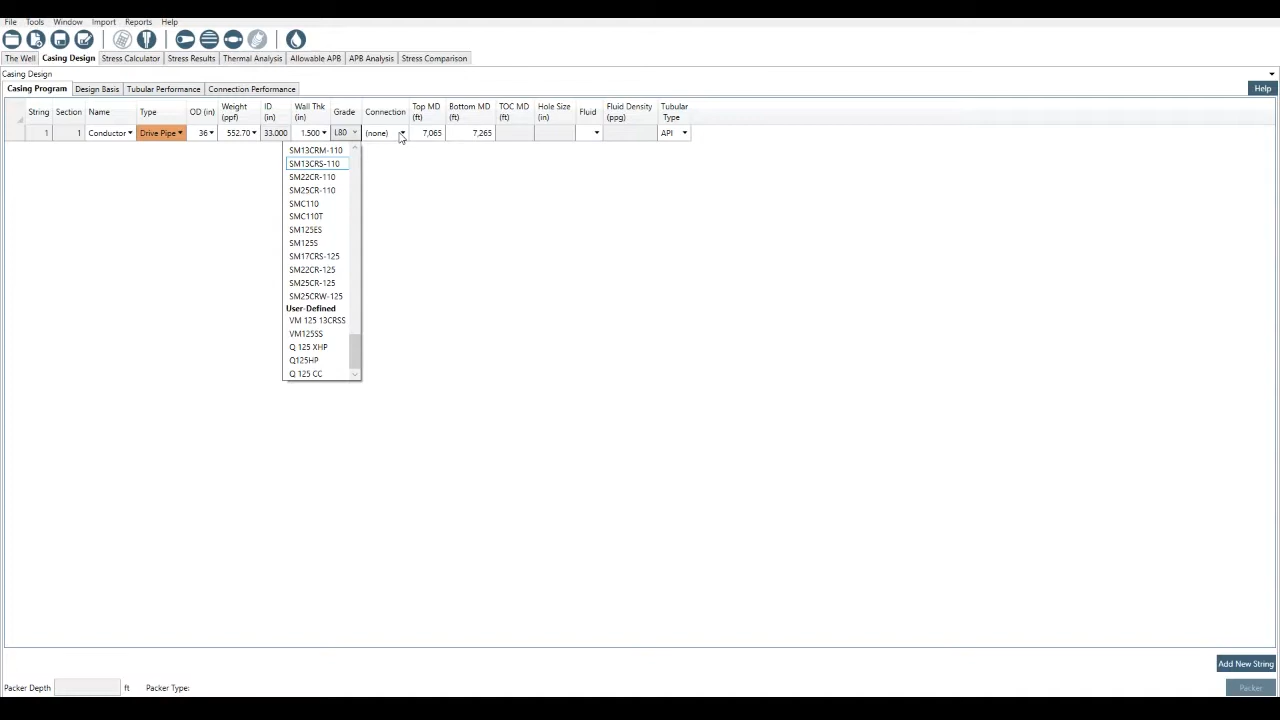 File Tools Window Import Reports Help
The Well Casing Design Stress Calculator Stress Results Thermal Analysis Allowable APB APB Analysis Stress Comparison
Casing Design
Casing Program Design Basis Tubular Performance Connection Performance Help
String Section Name Type OD (in) Weight (ppf) ID (in) Wall Thk (in) Grade Connection Top MD (ft) Bottom MD (ft) TOC MD (ft) Hole Size (in) Fluid Fluid Density (ppg) Tubular Type
1 1 Conductor Drive Pipe 36 552.70 33.000 1.500 L80 (none) 7,065 7,265 API
SM13CRM-110
SM13CRS-110
SM22CR-110
SM25CR-110
SMC110
SMC110T
SM125ES
SM125S
SM17CRS-125
SM22CR-125
SM25CR-125
SM25CRW-125
User-Defined
VM 125 13CRSS
VM125SS
Q 125 XHP
Q125HP
Q 125 CC
Add New String
Packer Depth ft Packer Type: Packer